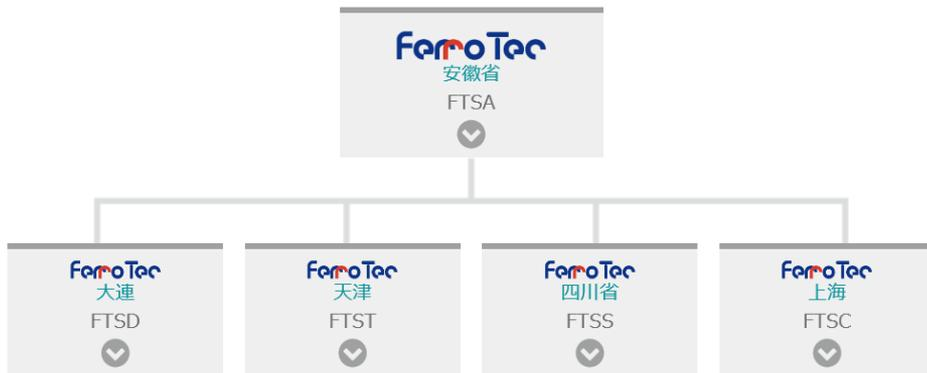 FerroTec
安徽省
FTSA
FerroTec
大連
FTSD
FerroTec
天津
FTST
FerroTec
四川省
FTSS
FerroTec
上海
FTSC